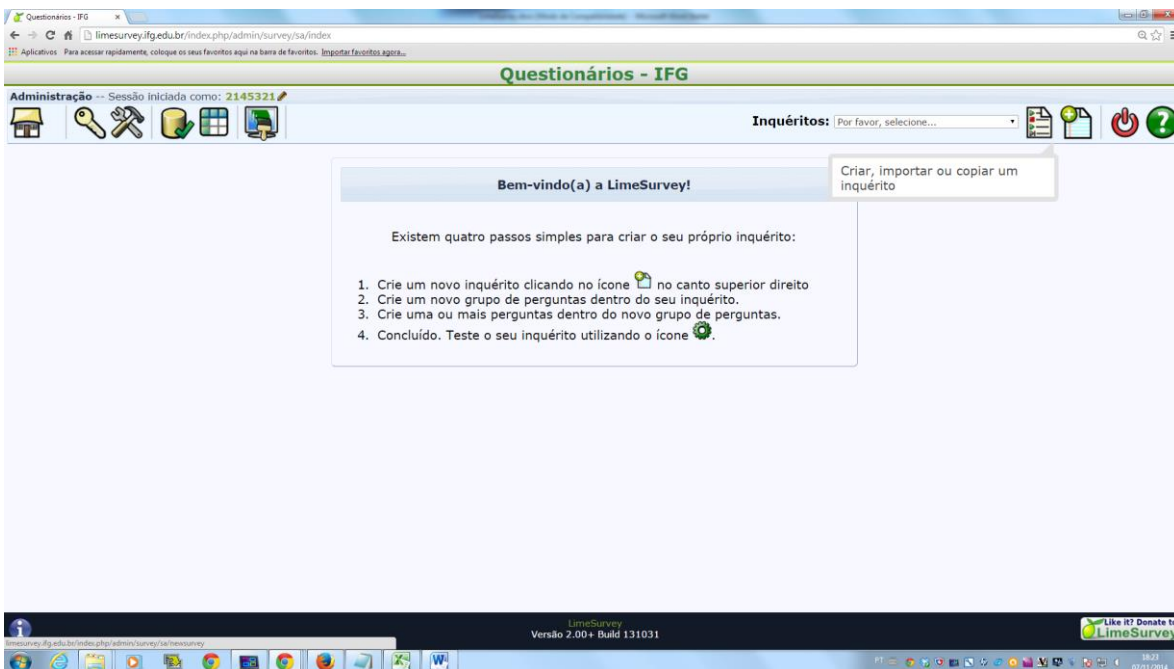 Questionários - IFG
limesurvey.ifg.edu.br/index.php/admin/survey/sa/index
Aplicativos Para acessar rapidamente, coloque os seus favoritos aqui na barra de favoritos. Importar favoritos agora...
Questionários - IFG
Administração -- Sessão iniciada como: 2145321
Inquéritos: Por favor, selecione...
Criar, importar ou copiar um
inquérito
Bem-vindo(a) a LimeSurvey!
Existem quatro passos simples para criar o seu próprio inquérito:
1. Crie um novo inquérito clicando no ícone no canto superior direito
2. Crie um novo grupo de perguntas dentro do seu inquérito.
3. Crie uma ou mais perguntas dentro do novo grupo de perguntas.
4. Concluído. Teste o seu inquérito utilizando o ícone .
LimeSurvey
Versão 2.00+ Build 131031
Like it? Donate to
LimeSurvey
limesurvey.ifg.edu.br/index.php/admin/survey/sa/newsurvey
PT
18:23
07/11/2014